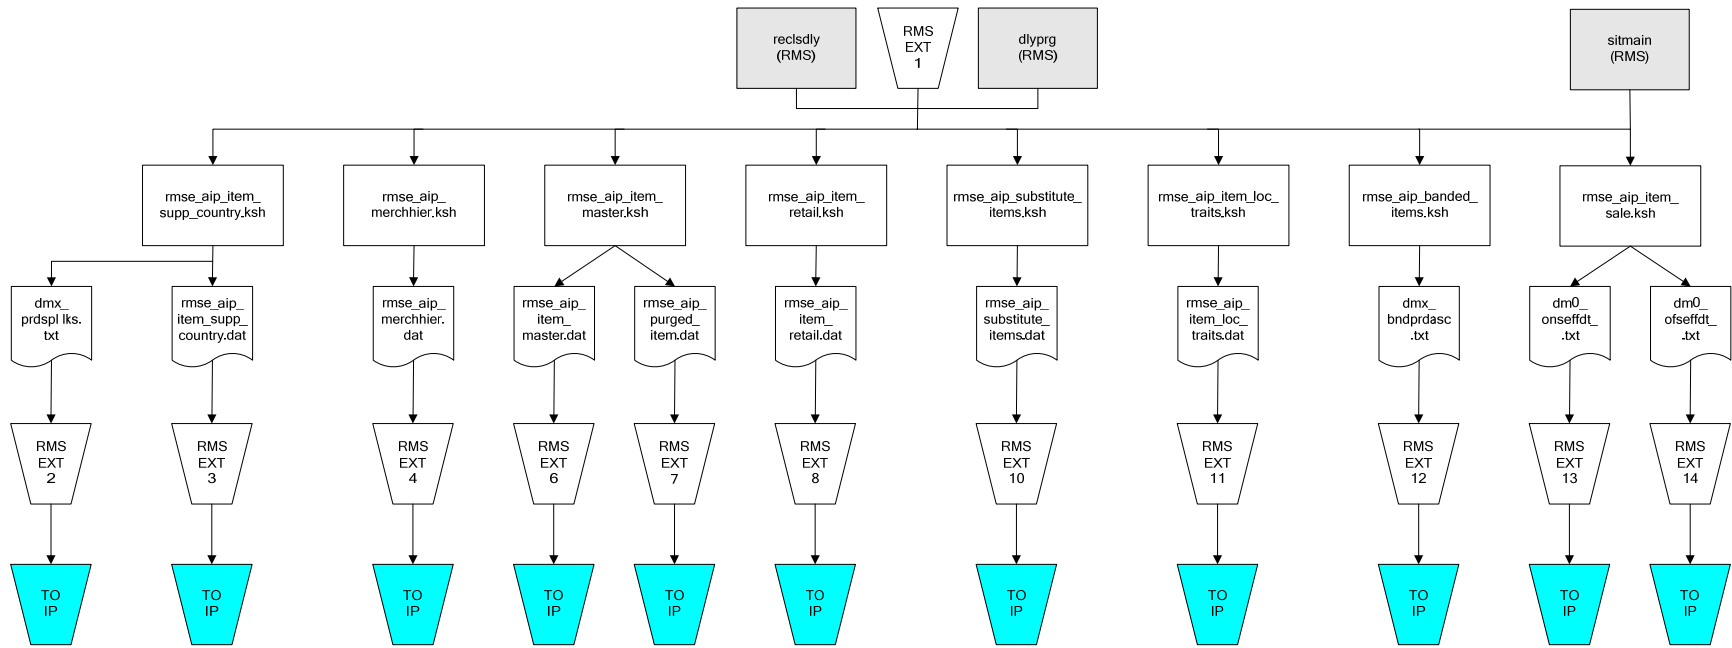 reclsdly
(RMS)
RMS
EXT
1
dlyprg
(RMS)
sitmain
(RMS)
rmse_aip_item_
supp_country.ksh
rmse_aip_
merchhier.ksh
rmse_aip_item_
master.ksh
rmse_aip_item_
retail.ksh
rmse_aip_substitute_
items.ksh
rmse_aip_item_loc_
traits.ksh
rmse_aip_banded_
items.ksh
rmse_aip_item_
sale.ksh
dmx_
prdspllks.
txt
rmse_aip_
item_supp_
country.dat
rmse_aip_
merchhier.
dat
rmse_aip_
item_
master.dat
rmse_aip_
purged_
item.dat
rmse_aip_
item_
retail.dat
rmse_aip_
substitute_
items.dat
rmse_aip_
item_loc_
traits.dat
dmx_
bndprdasc
.txt
dm0_
onseffdt_
.txt
dm0_
ofseffdt_
.txt
RMS
EXT
2
RMS
EXT
3
RMS
EXT
4
RMS
EXT
6
RMS
EXT
7
RMS
EXT
8
RMS
EXT
10
RMS
EXT
11
RMS
EXT
12
RMS
EXT
13
RMS
EXT
14
TO
IP
TO
IP
TO
IP
TO
IP
TO
IP
TO
IP
TO
IP
TO
IP
TO
IP
TO
IP
TO
IP